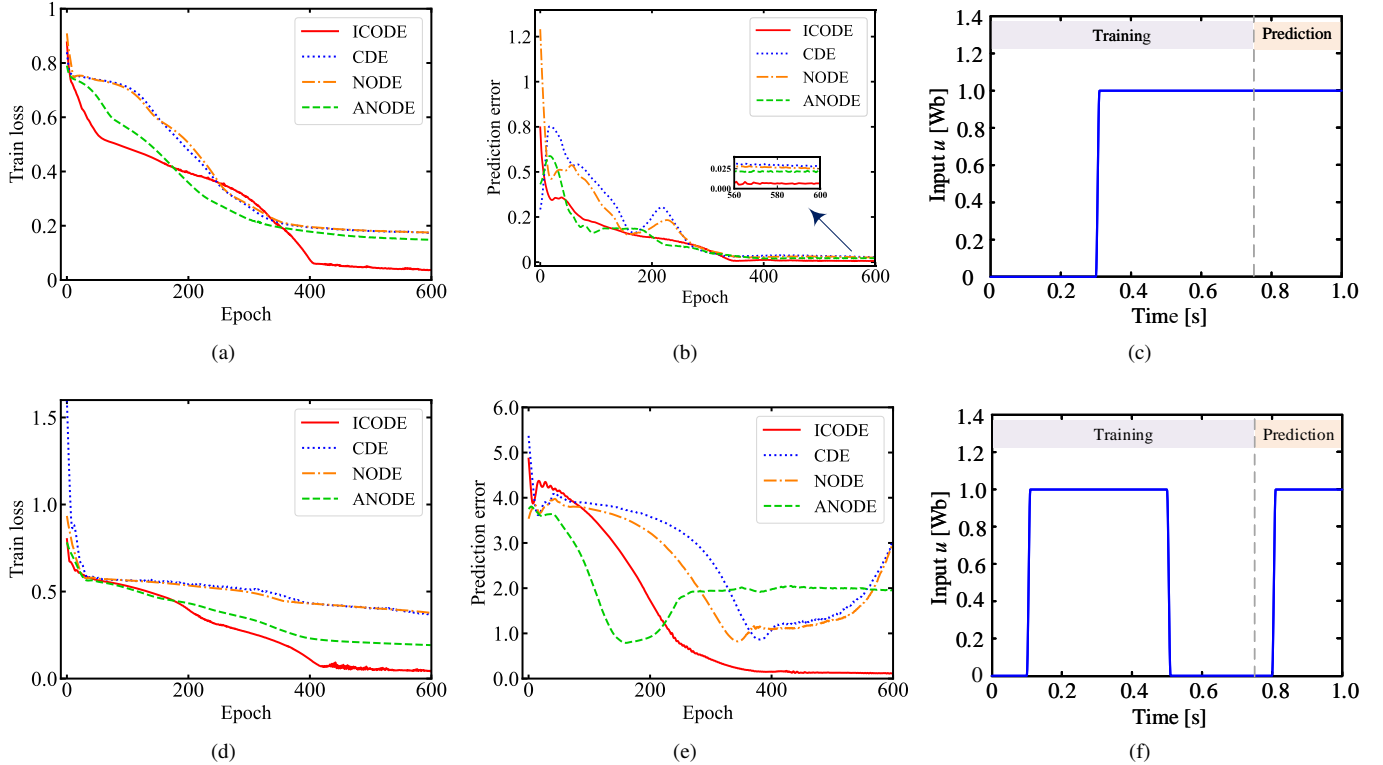 1
0.8
0.6
0.4
0.2
0
0 200 400 600
Train loss
Epoch
ICODE
CDE
NODE
ANODE
(a)
1.2
1
0.8
0.5
0.2
0
0 200 400 600
Prediction error
Epoch
ICODE
CDE
NODE
ANODE
0.025
0.000
560 580 600
(b)
1.4
1.2
1.0
0.8
0.6
0.4
0.2
0
0 0.2 0.4 0.6 0.8 1.0
Input u [Wb]
Time [s]
Training Prediction
(c)
1.5
1.0
0.5
0.0
0 200 400 600
Train loss
Epoch
ICODE
CDE
NODE
ANODE
(d)
6.0
5.0
4.0
3.0
2.0
1.0
0.0
0 200 400 600
Prediction error
Epoch
ICODE
CDE
NODE
ANODE
(e)
1.4
1.2
1.0
0.8
0.6
0.4
0.2
0
0 0.2 0.4 0.6 0.8 1.0
Input u [Wb]
Time [s]
Training Prediction
(f)